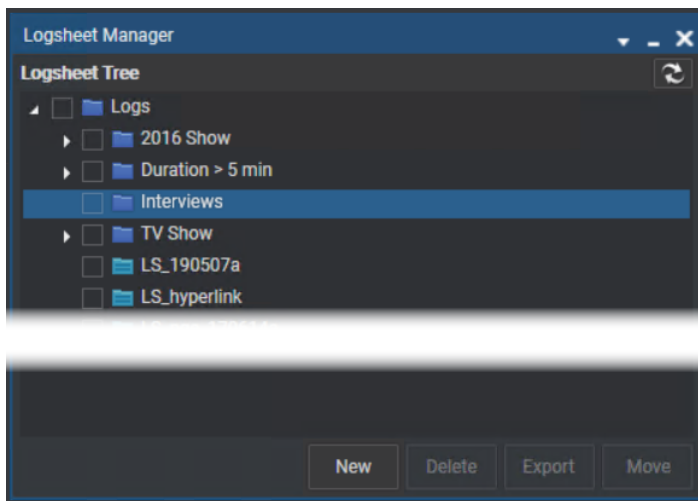 Logsheet Manager
Logsheet Tree
Logs
2016 Show
Duration > 5 min
Interviews
TV Show
LS_190507a
LS_hyperlink
New Delete Export Move